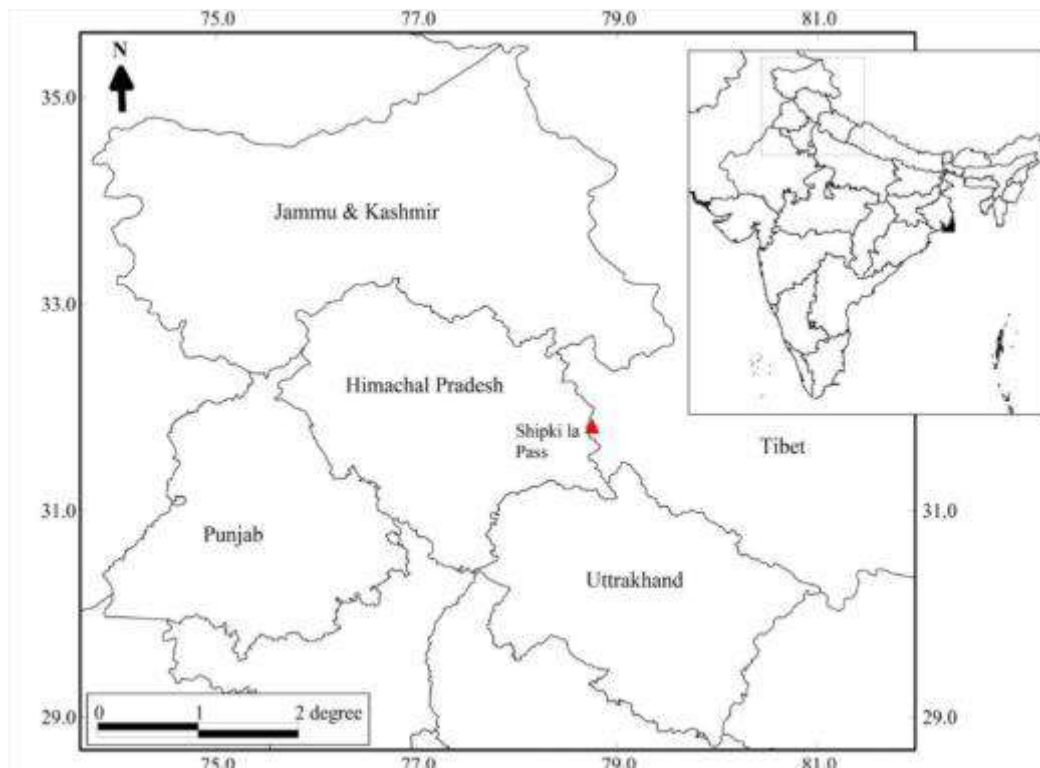 75.0 77.0 79.0 81.0
N
35.0
Jammu & Kashmir
33.0
Himachal Pradesh
Shipki la
Pass
Tibet
31.0 31.0
Punjab
Uttrakhand
0 1 2 degree
29.0 29.0
75.0 77.0 79.0 81.0